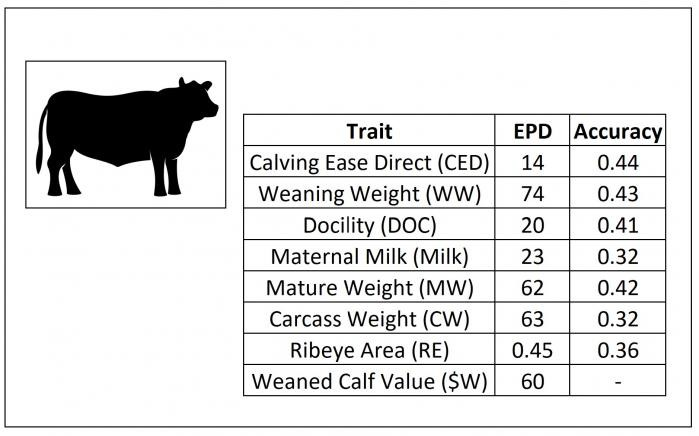 Trait EPD Accuracy
Calving Ease Direct (CED) 14 0.44
Weaning Weight (WW) 74 0.43
Docility (DOC) 20 0.41
Maternal Milk (Milk) 23 0.32
Mature Weight (MW) 62 0.42
Carcass Weight (CW) 63 0.32
Ribeye Area (RE) 0.45 0.36
Weaned Calf Value ($W) 60 -